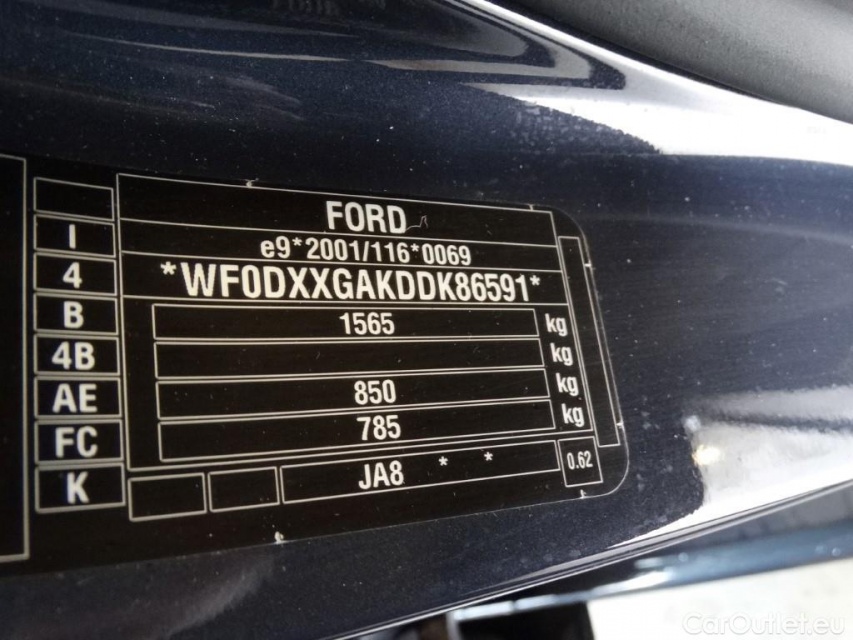 FORD
e9*2001/116*0069
*WF0DXXGAKDDK86591*
I
4
B
4B
AE
FC
K
1565 kg
kg
850 kg
785 kg
JA8 * *
0.62
CarOutlet.eu